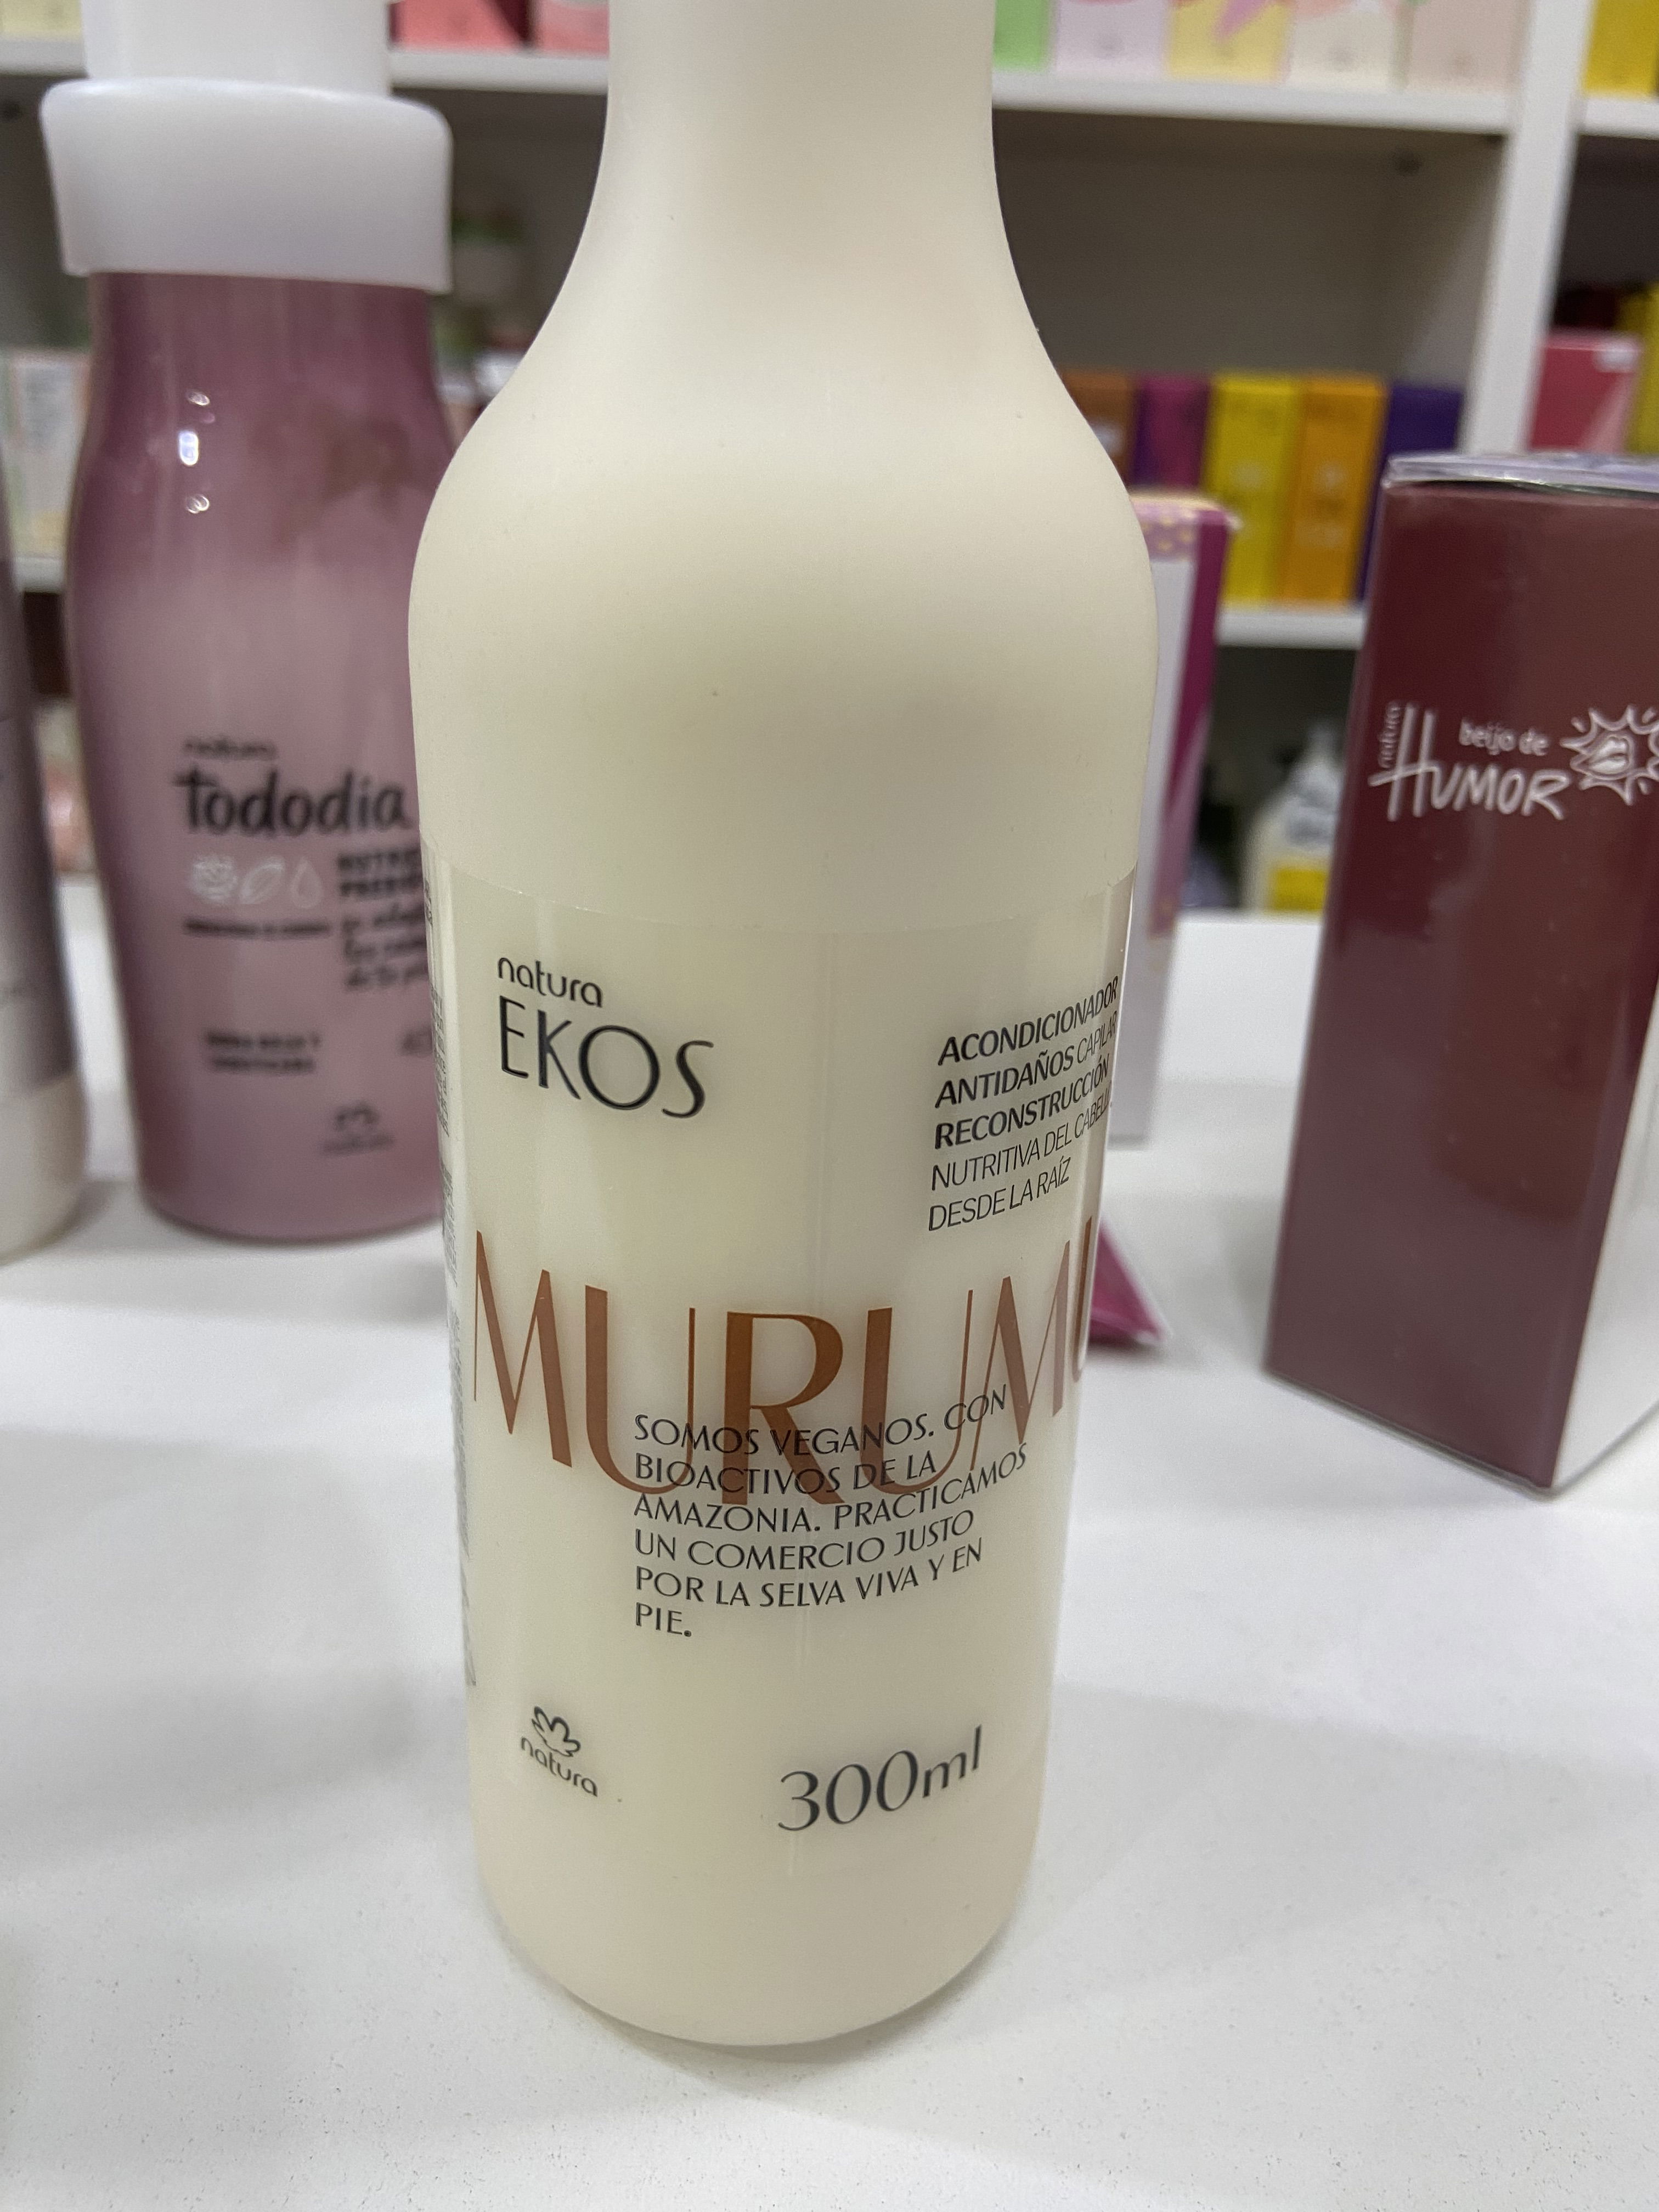 natura
EKOS
ACONDICIONADOR
ANTIDAÑOS CAPILAR
RECONSTRUCCIÓN
NUTRITIVA DEL
DESDE LA RAÍZ
MURUMU
SOMOS VEGANOS. CON
BIOACTIVOS DE LA
AMAZONIA. PRACTICAMOS
UN COMERCIO JUSTO
POR LA SELVA VIVA Y EN
PIE.
natura
300ml
natura
tododia
natura
beijo de
HUMOR